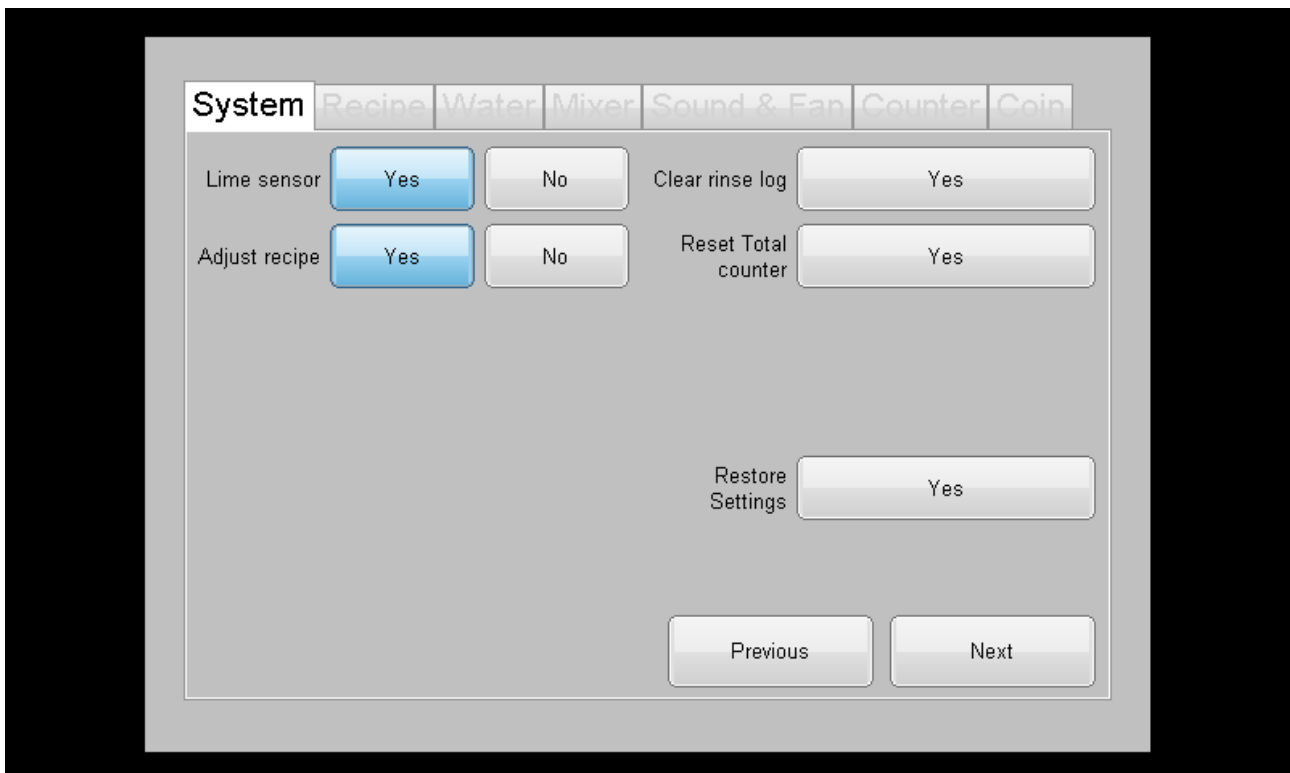 System Recipe Water Mixer Sound & Fan Counter Coin
Lime sensor Yes No Clear rinse log Yes
Adjust recipe Yes No Reset Total counter Yes
Restore Settings Yes
Previous Next